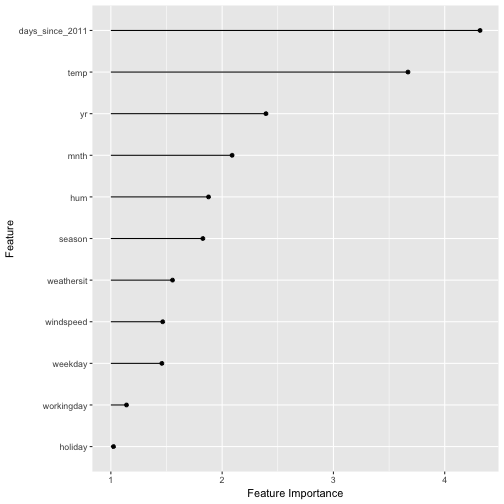 days_since_2011
temp
yr
mnth
hum
season
weathersit
windspeed
weekday
workingday
holiday
Feature
1 2 3 4
Feature Importance